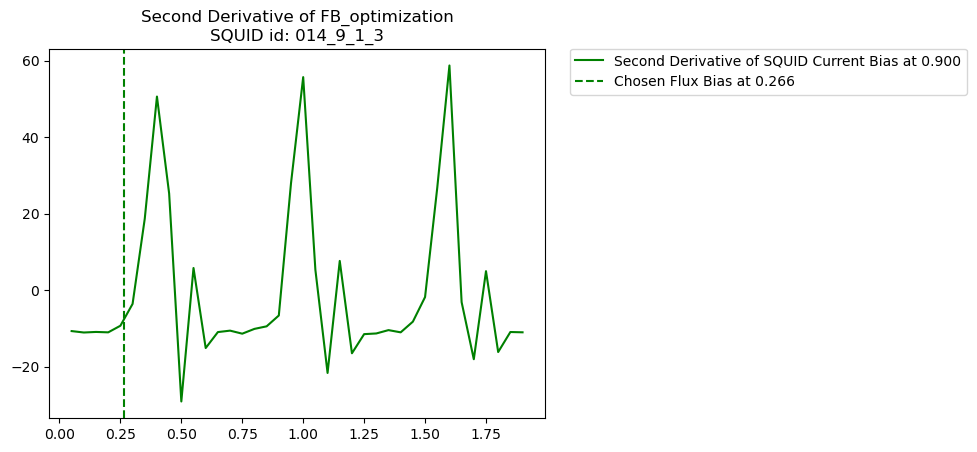 Second Derivative of FB_optimization
SQUID id: 014_9_1_3
Second Derivative of SQUID Current Bias at 0.900
Chosen Flux Bias at 0.266
60
40
20
0
−20
0.00 0.25 0.50 0.75 1.00 1.25 1.50 1.75